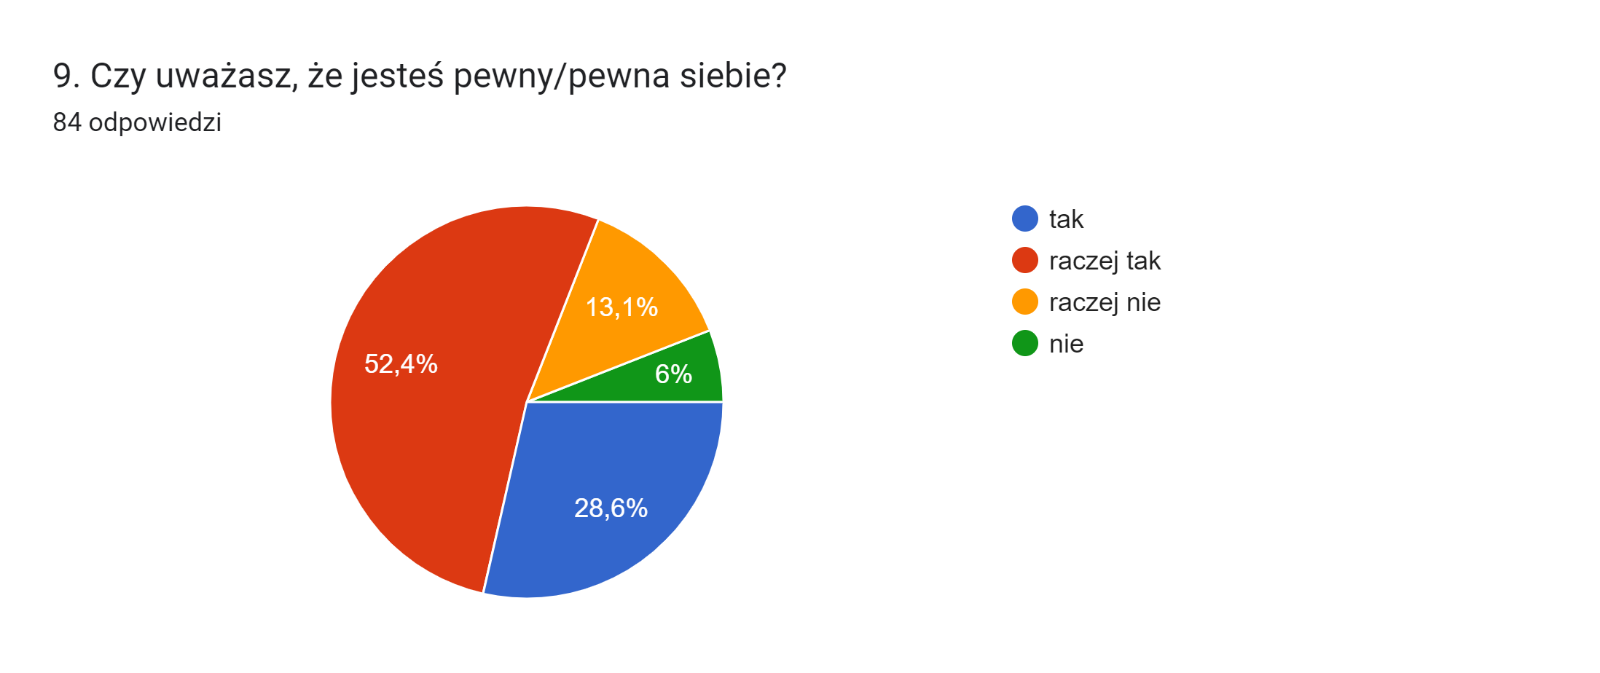 9. Czy uważasz, że jesteś pewny/pewna siebie?
84 odpowiedzi
tak
raczej tak
raczej nie
nie
13,1%
52,4%
6%
28,6%